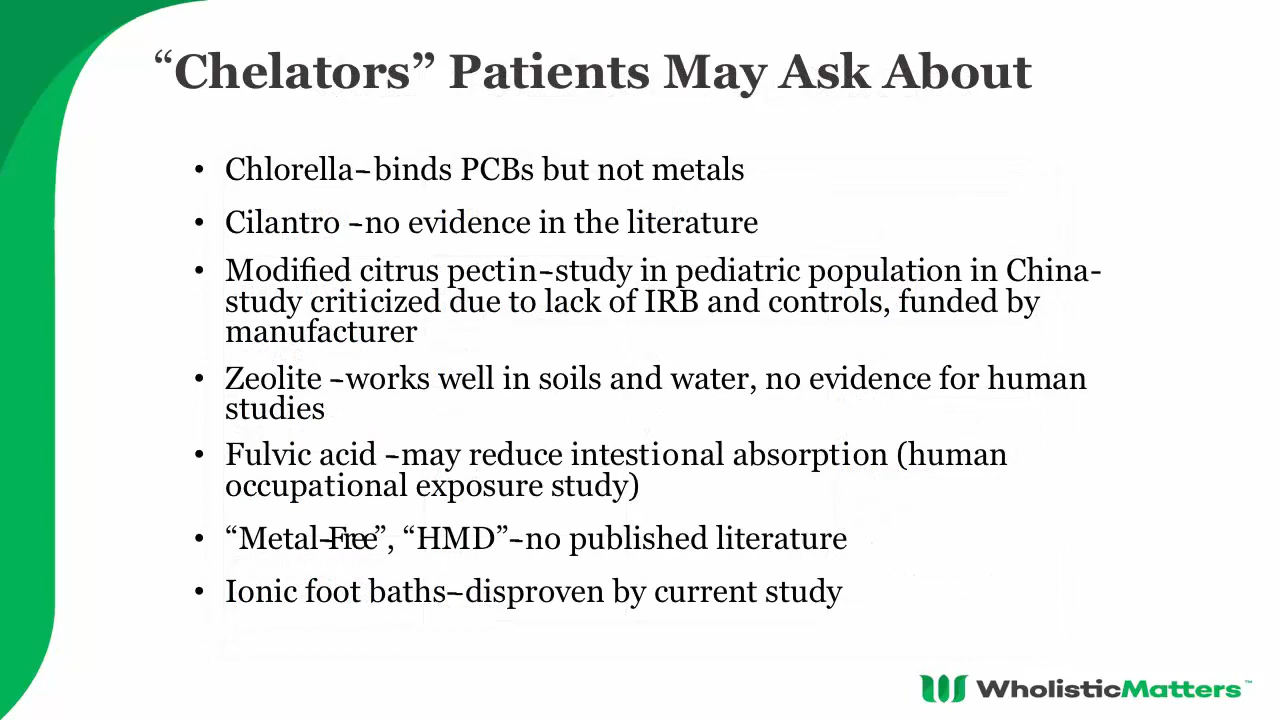 “Chelators” Patients May Ask About
• Chlorella–binds PCBs but not metals
• Cilantro –no evidence in the literature
• Modified citrus pectin–study in pediatric population in China-
study criticized due to lack of IRB and controls, funded by
manufacturer
• Zeolite –works well in soils and water, no evidence for human
studies
• Fulvic acid –may reduce intestional absorption (human
occupational exposure study)
• “Metal-Free”, “HMD”–no published literature
• Ionic foot baths–disproven by current study
WholisticMatters™